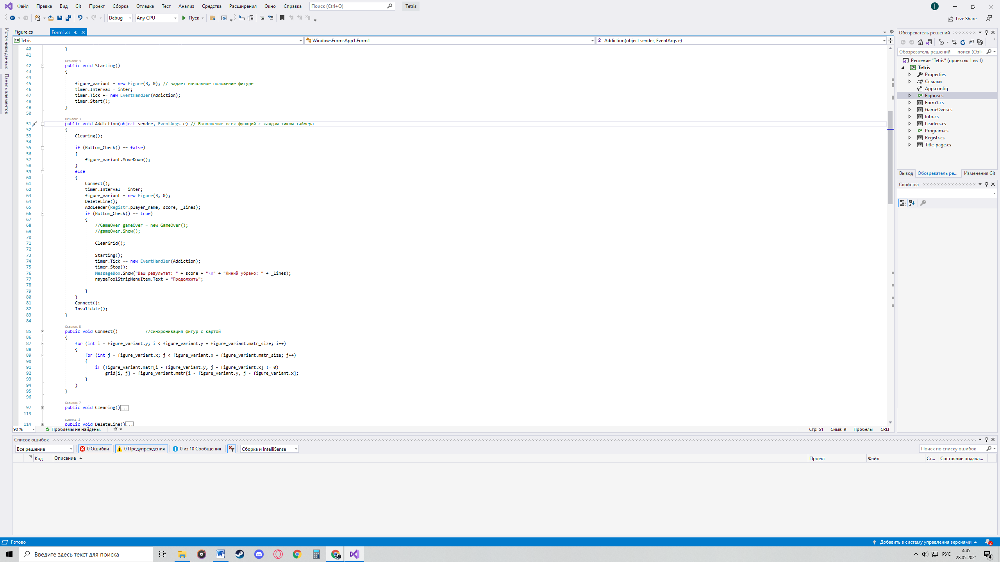 Файл Правка Вид Git Проект Сборка Отладка Тест Анализ Средства Расширения Окно Справка Поиск (Ctrl+Q) Tetris
Debug Any CPU Пуск Live Share
Источники данных
Панель элементов
Figure.cs Form1.cs
Tetris WindowsFormsApp1.Form1 Addiction(object sender, EventArgs e)
40 }
41
Ссылок: 3
42 public void Starting()
43 {
44
45 figure_variant = new Figure(3, 0); // задает начальное положение фигуре
46 timer.Interval = inter;
47 timer.Tick += new EventHandler(Addiction);
48 timer.Start();
49 }
50
Ссылок: 3
51 public void Addiction(object sender, EventArgs e) // Выполнение всех функций с каждым тиком таймера
52 {
53 Clearing();
54
55 if (Bottom_Check() == false)
56 {
57 figure_variant.MoveDown();
58 }
59 else
60 {
61 Connect();
62 timer.Interval = inter;
63 figure_variant = new Figure(3, 0);
64 DeleteLine();
65 AddLeader(Registr.player_name, score, _lines);
66 if (Bottom_Check() == true)
67 {
68 //GameOver gameOver = new GameOver();
69 //gameOver.Show();
70
71 ClearGrid();
72
73 Starting();
74 timer.Tick -= new EventHandler(Addiction);
75 timer.Stop();
76 MessageBox.Show("Ваш результат: " + score + "\n" + "Линий убрано: " + _lines);
77 паузаToolStripMenuItem.Text = "Продолжить";
78
79 }
80 }
81 Connect();
82 Invalidate();
83 }
84
Ссылок: 8
85 public void Connect() //синхронизация фигур с картой
86 {
87 for (int i = figure_variant.y; i < figure_variant.y + figure_variant.matr_size; i++)
88 {
89 for (int j = figure_variant.x; j < figure_variant.x + figure_variant.matr_size; j++)
90 {
91 if (figure_variant.matr[i - figure_variant.y, j - figure_variant.x] != 0)
92 grid[i, j] = figure_variant.matr[i - figure_variant.y, j - figure_variant.x];
93 }
94 }
95 }
96
Ссылок: 7
97 public void Clearing()...
113
ссылка: 1
114 public void DeleteLine()...
90 % Проблемы не найдены. Стр: 51 Симв: 9 Пробелы CRLF
Обозреватель решений
Обозреватель решений — поиск (Ctrl+
Решение "Tetris" (проекты: 1 из 1)
Tetris
Properties
Ссылки
App.config
Figure.cs
Form1.cs
GameOver.cs
Info.cs
Leaders.cs
Program.cs
Registr.cs
Title_page.cs
Вывод Обозреватель ре... Изменения Git
Свойства
Список ошибок
Все решение 0 Ошибки 0 Предупреждения 0 из 10 Сообщения Сборка и IntelliSense Поиск по списку ошибок
Код Описание Проект Файл Ст... Состояние подавл...
Готово Добавить в систему управления версиями 2
Введите здесь текст для поиска РУС 4:45 28.05.2021 4